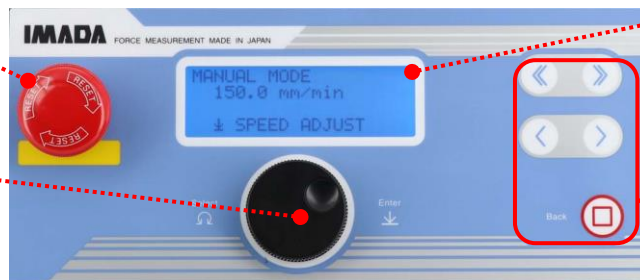 IMADA FORCE MEASUREMENT MADE IN JAPAN
RESET RESET RESET
MANUAL MODE
150.0 mm/min
SPEED ADJUST
Select
Enter
Back